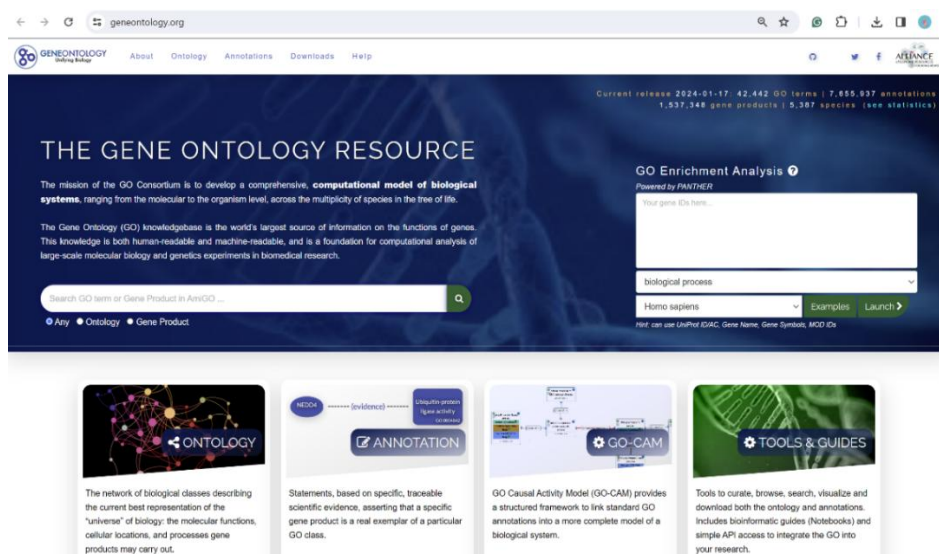 geneontology.org
GENEONTOLOGY
Unifying Biology
About Ontology Annotations Downloads Help
ALLIANCE
Current release 2024-01-17: 42,442 GO terms | 7,655,937 annotations
1,537,348 gene products | 5,387 species (see statistics)
THE GENE ONTOLOGY RESOURCE
The mission of the GO Consortium is to develop a comprehensive, computational model of biological
systems, ranging from the molecular to the organism level, across the multiplicity of species in the tree of life.
The Gene Ontology (GO) knowledgebase is the world's largest source of information on the functions of genes.
This knowledge is both human-readable and machine-readable, and is a foundation for computational analysis of
large-scale molecular biology and genetics experiments in biomedical research.
Search GO term or Gene Product in AmiGO ...
Any Ontology Gene Product
GO Enrichment Analysis ?
Powered by PANTHER
Your gene IDs here...
biological process
Homo sapiens Examples Launch
Hint: can use UniProt ID/AC, Gene Name, Gene Symbols, MOD IDs
ONTOLOGY
The network of biological classes describing
the current best representation of the
"universe" of biology: the molecular functions,
cellular locations, and processes gene
products may carry out.
NEDD4 [evidence] Ubiquitin-protein
ligase activity
ANNOTATION
Statements, based on specific, traceable
scientific evidence, asserting that a specific
gene product is a real exemplar of a particular
GO class.
GO-CAM
GO Causal Activity Model (GO-CAM) provides
a structured framework to link standard GO
annotations into a more complete model of a
biological system.
TOOLS & GUIDES
Tools to curate, browse, search, visualize and
download both the ontology and annotations.
Includes bioinformatic guides (Notebooks) and
simple API access to integrate the GO into
your research.